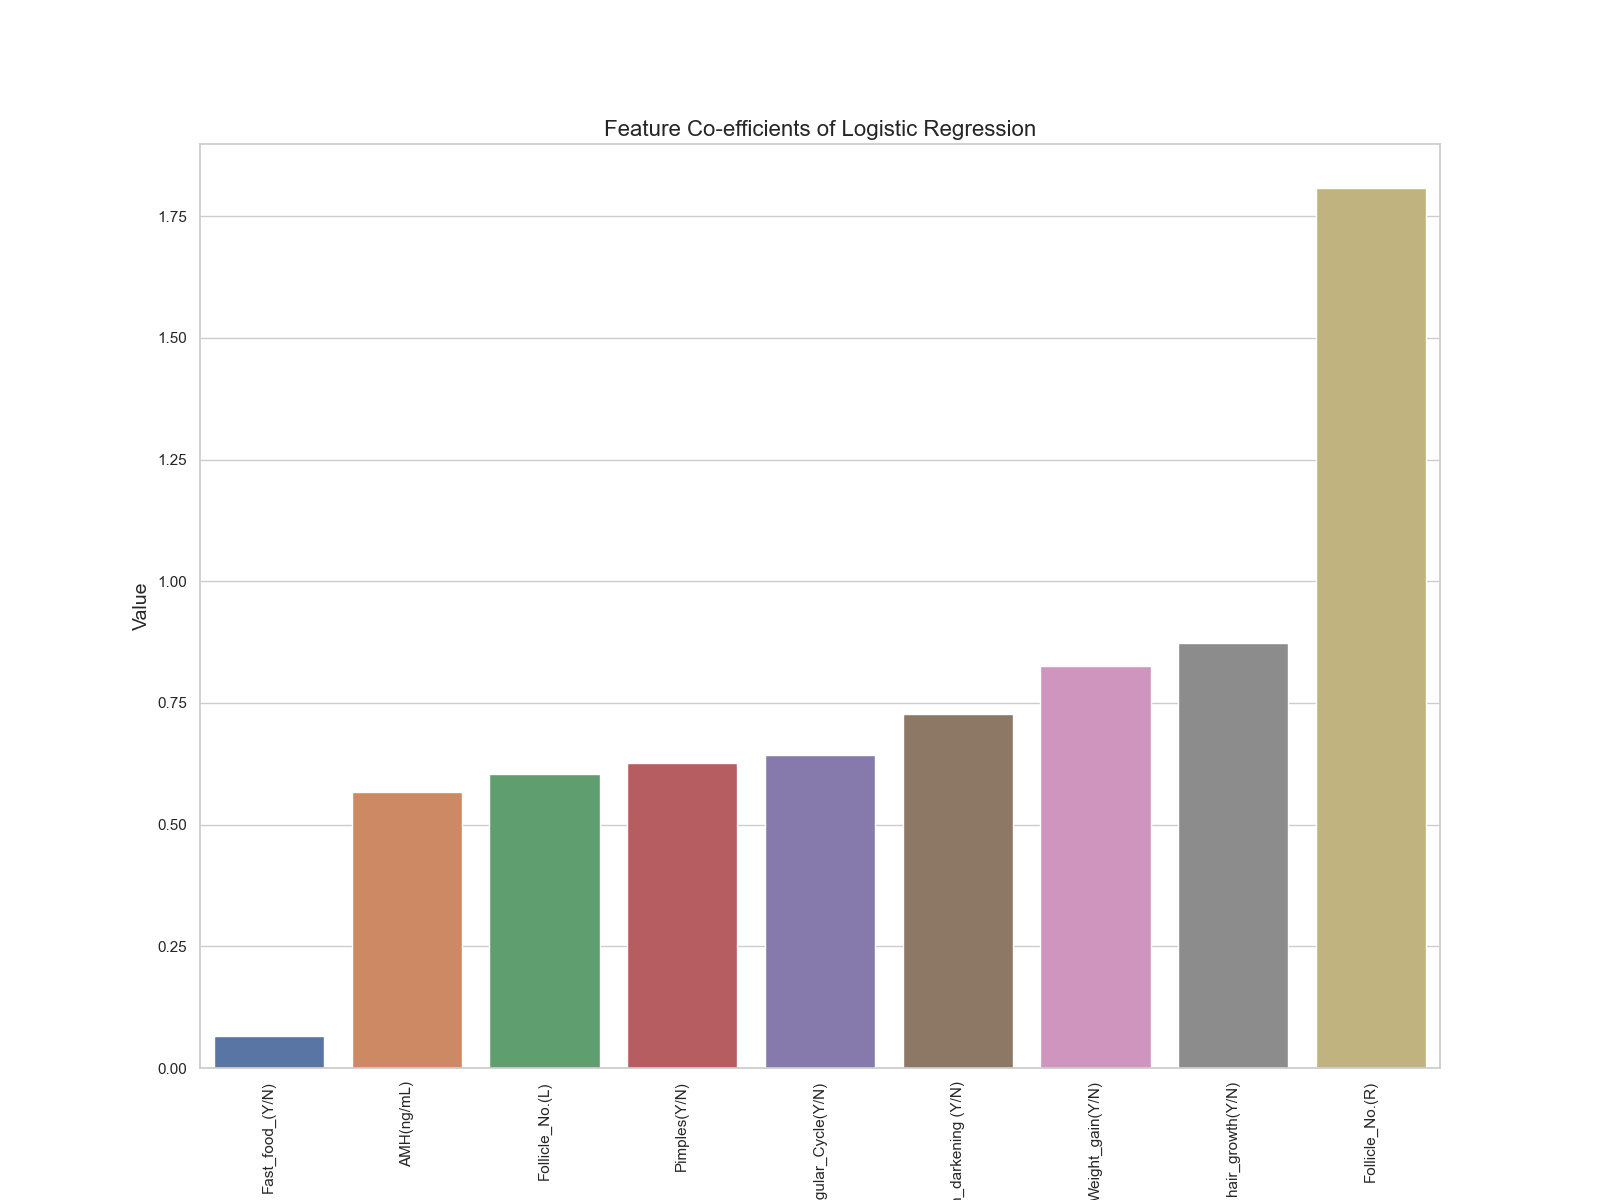 Feature Co-efficients of Logistic Regression
Value
1.75
1.50
1.25
1.00
0.75
0.50
0.25
0.00
Fast_food_(Y/N)
AMH(ng/mL)
Follicle_No.(L)
Pimples(Y/N)
gular_Cycle(Y/N)
n_darkening (Y/N)
Weight_gain(Y/N)
hair_growth(Y/N)
Follicle_No.(R)